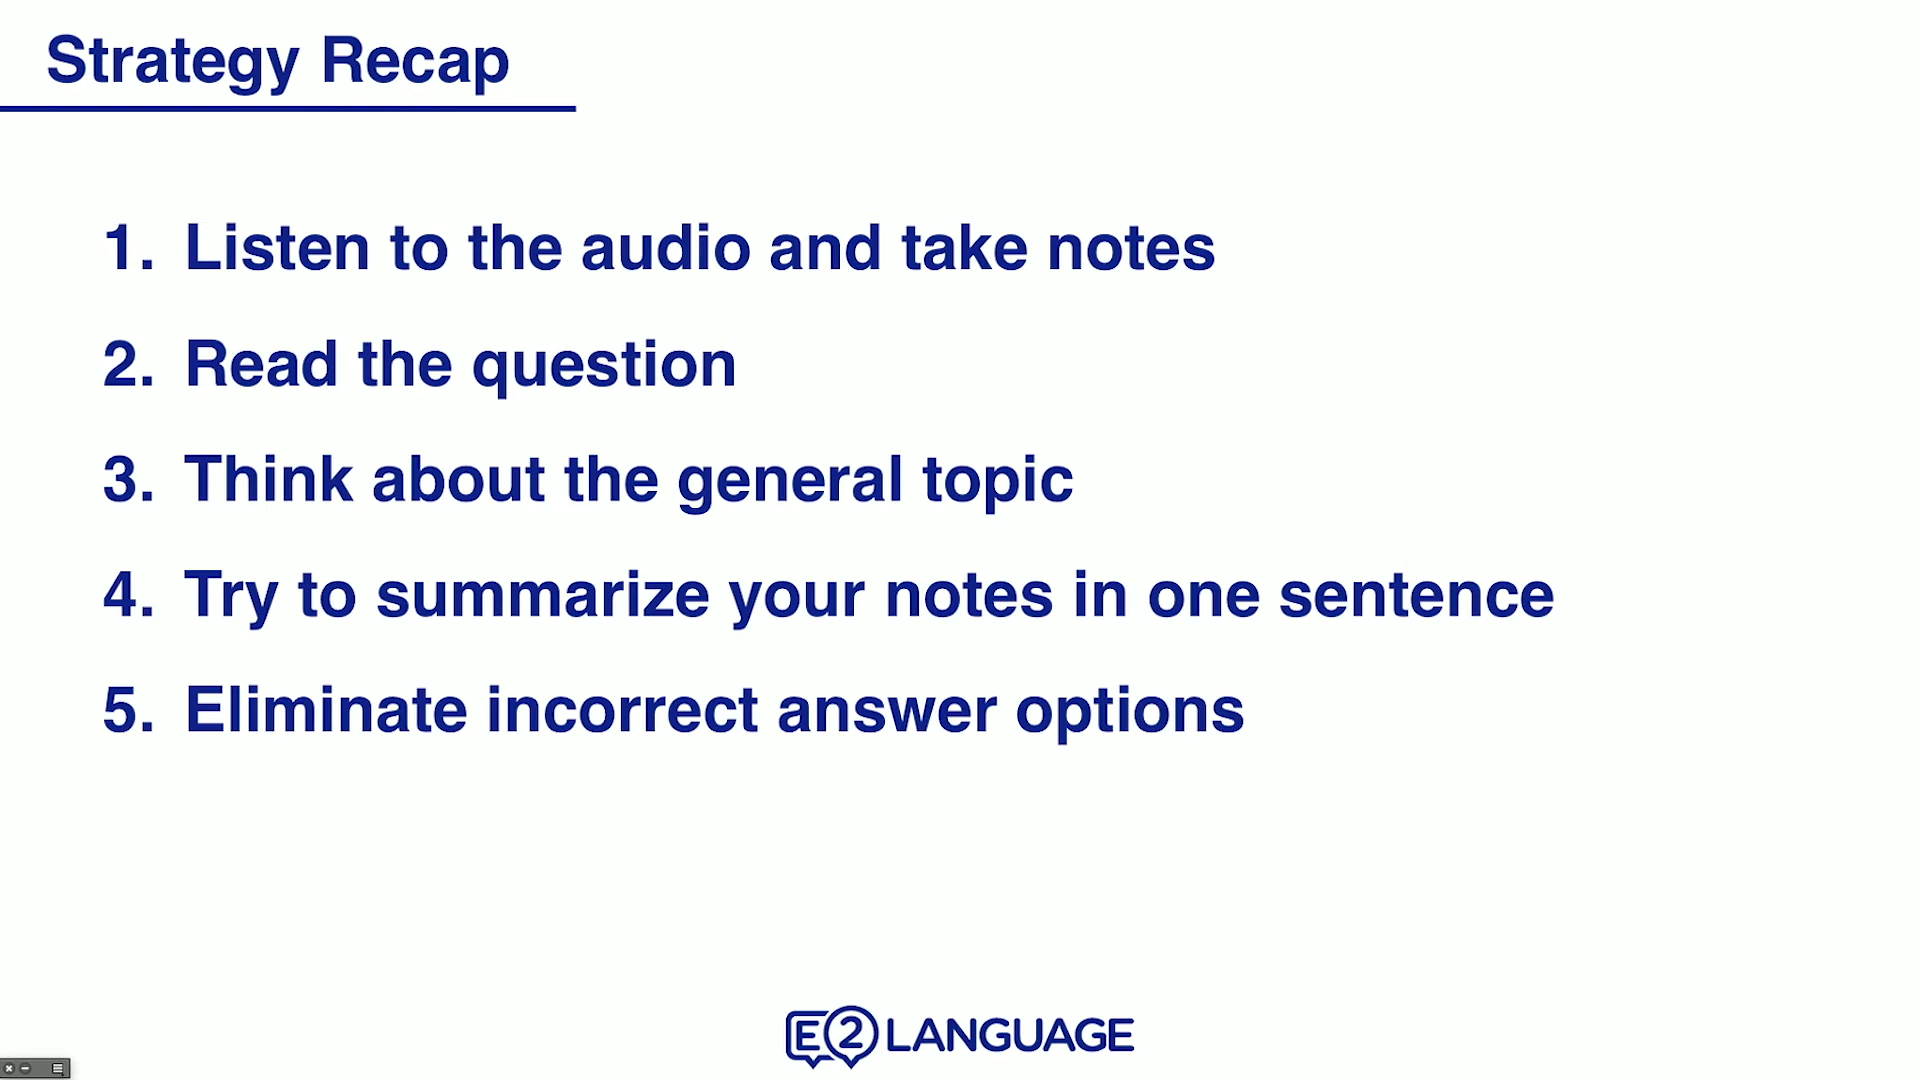 Strategy Recap
1. Listen to the audio and take notes
2. Read the question
3. Think about the general topic
4. Try to summarize your notes in one sentence
5. Eliminate incorrect answer options
E2 LANGUAGE